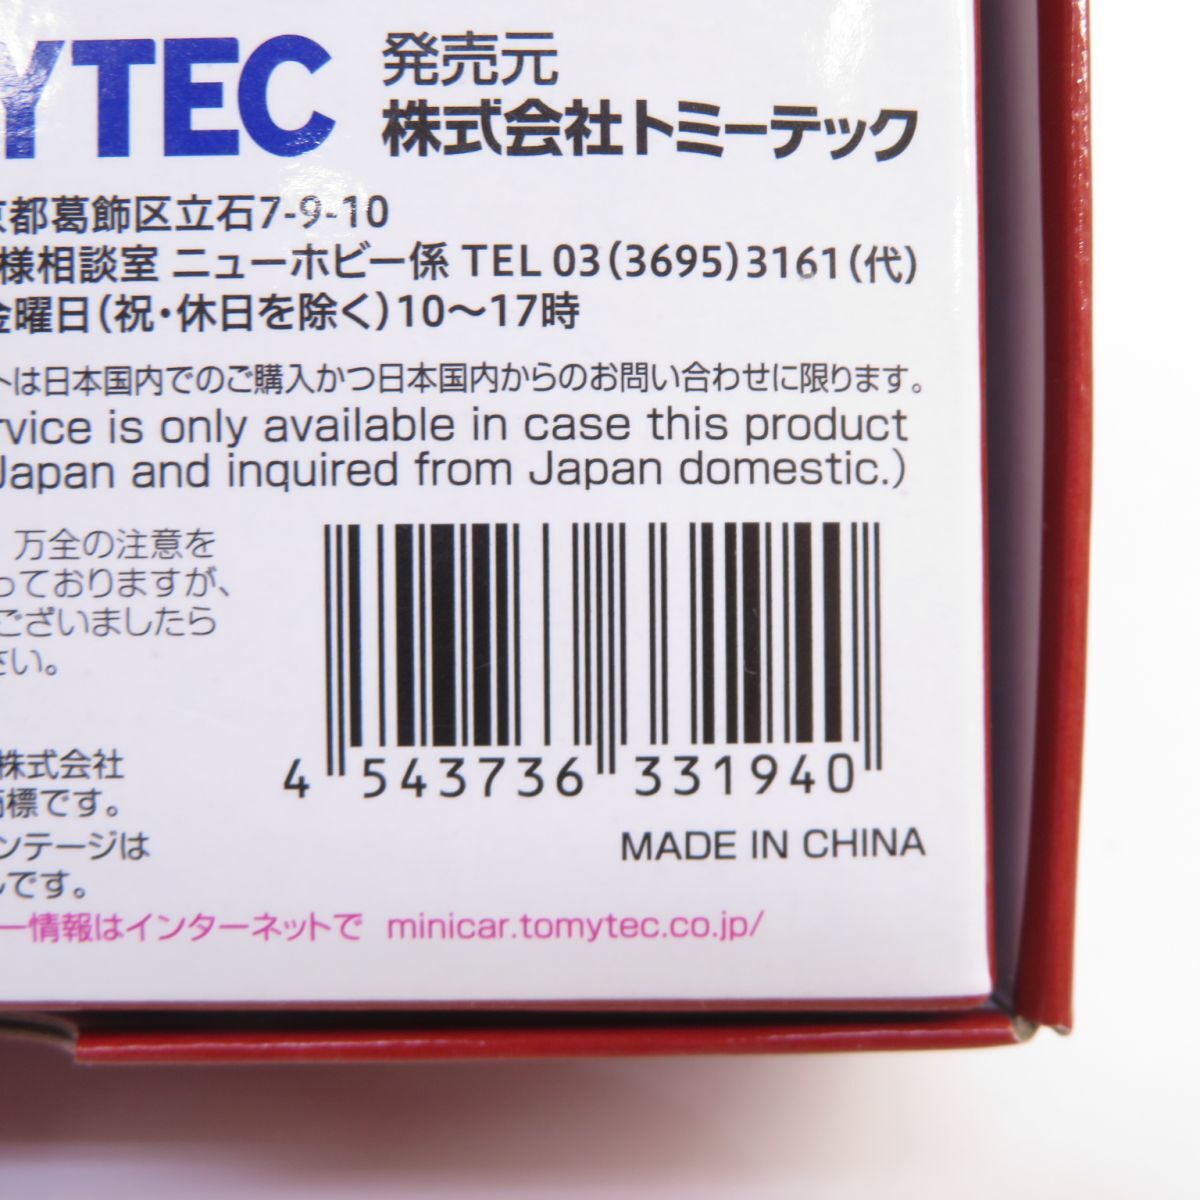 YTEC 発売元
株式会社トミーテック
京都葛飾区立石7-9-10
様相談室 ニューホビー係 TEL 03(3695)3161(代)
金曜日(祝・休日を除く)10〜17時
トは日本国内でのご購入かつ日本国内からのお問い合わせに限ります。
rvice is only available in case this product
Japan and inquired from Japan domestic.)
万全の注意を
っておりますが、
ございましたら
さい。
4 543736 331940
MADE IN CHINA
株式会社
商標です。
ンテージは
ルです。
ー情報はインターネットで minicar.tomytec.co.jp/